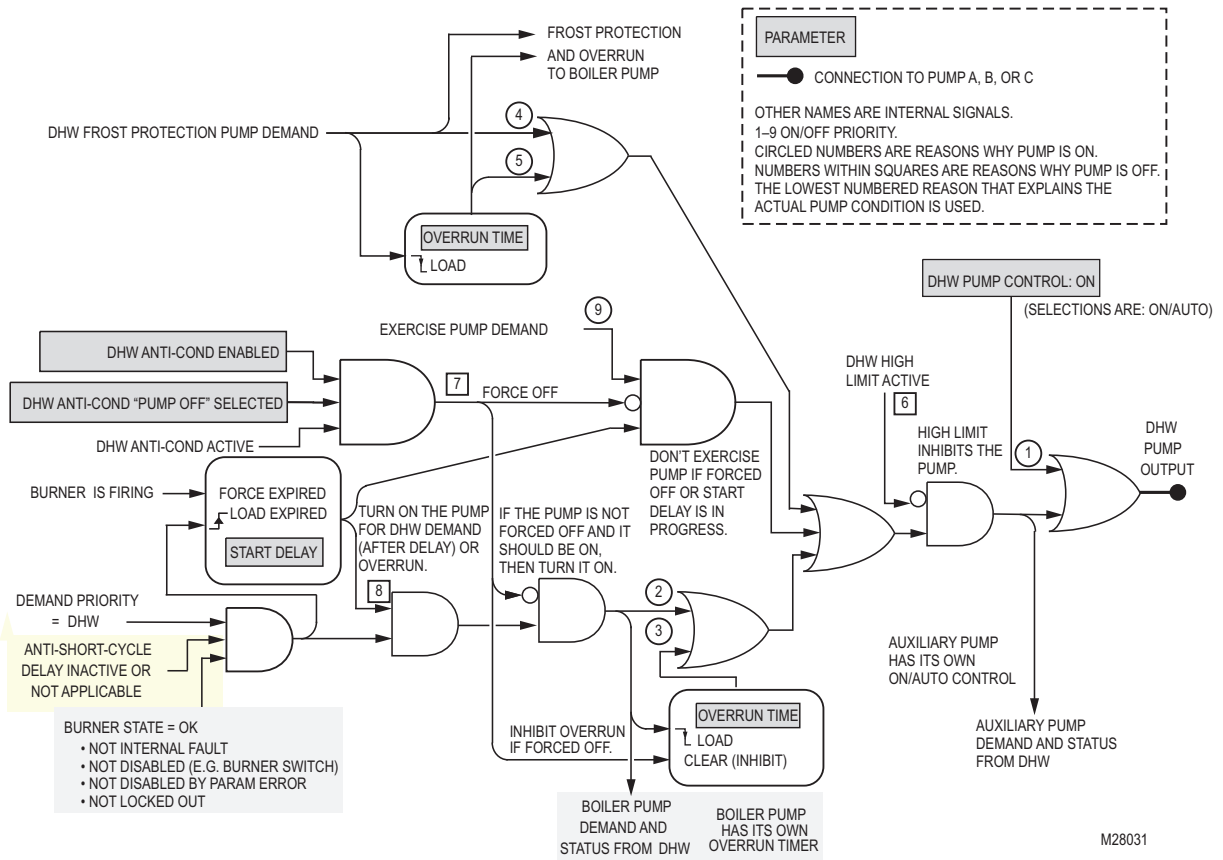 FROST PROTECTION
AND OVERRUN
TO BOILER PUMP
PARAMETER
CONNECTION TO PUMP A, B, OR C
OTHER NAMES ARE INTERNAL SIGNALS.
1–9 ON/OFF PRIORITY.
CIRCLED NUMBERS ARE REASONS WHY PUMP IS ON.
NUMBERS WITHIN SQUARES ARE REASONS WHY PUMP IS OFF.
THE LOWEST NUMBERED REASON THAT EXPLAINS THE
ACTUAL PUMP CONDITION IS USED.
DHW FROST PROTECTION PUMP DEMAND
4
5
OVERRUN TIME
LOAD
DHW PUMP CONTROL: ON
(SELECTIONS ARE: ON/AUTO)
EXERCISE PUMP DEMAND
9
DHW ANTI-COND ENABLED
DHW ANTI-COND “PUMP OFF” SELECTED
DHW ANTI-COND ACTIVE
7
FORCE OFF
DHW HIGH
LIMIT ACTIVE
6
HIGH LIMIT
INHIBITS THE
PUMP.
1
DHW
PUMP
OUTPUT
DON’T EXERCISE
PUMP IF FORCED
OFF OR START
DELAY IS IN
PROGRESS.
BURNER IS FIRING
FORCE EXPIRED
LOAD EXPIRED
START DELAY
TURN ON THE PUMP
FOR DHW DEMAND
(AFTER DELAY) OR
OVERRUN.
IF THE PUMP IS NOT
FORCED OFF AND IT
SHOULD BE ON,
THEN TURN IT ON.
8
2
3
DEMAND PRIORITY
= DHW
ANTI-SHORT-CYCLE
DELAY INACTIVE OR
NOT APPLICABLE
BURNER STATE = OK
• NOT INTERNAL FAULT
• NOT DISABLED (E.G. BURNER SWITCH)
• NOT DISABLED BY PARAM ERROR
• NOT LOCKED OUT
INHIBIT OVERRUN
IF FORCED OFF.
OVERRUN TIME
LOAD
CLEAR (INHIBIT)
AUXILIARY PUMP
HAS ITS OWN
ON/AUTO CONTROL
AUXILIARY PUMP
DEMAND AND STATUS
FROM DHW
BOILER PUMP
DEMAND AND
STATUS FROM DHW
BOILER PUMP
HAS ITS OWN
OVERRUN TIMER
M28031